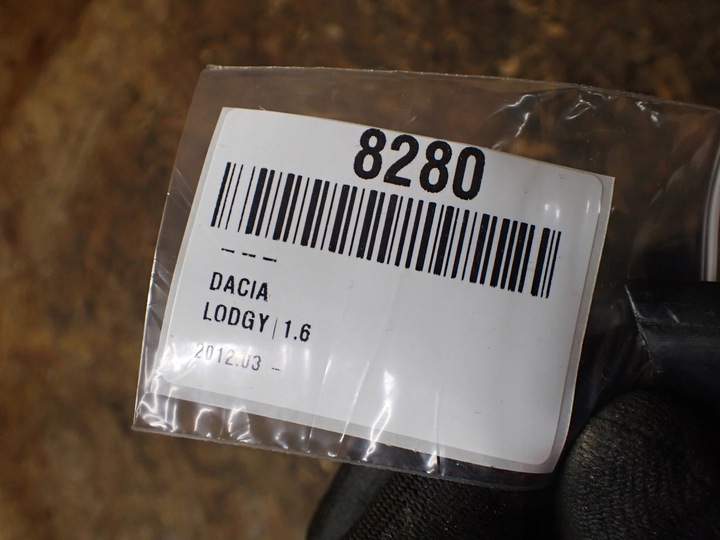 8280
---
DACIA
LODGY | 1.6
2012.03 -